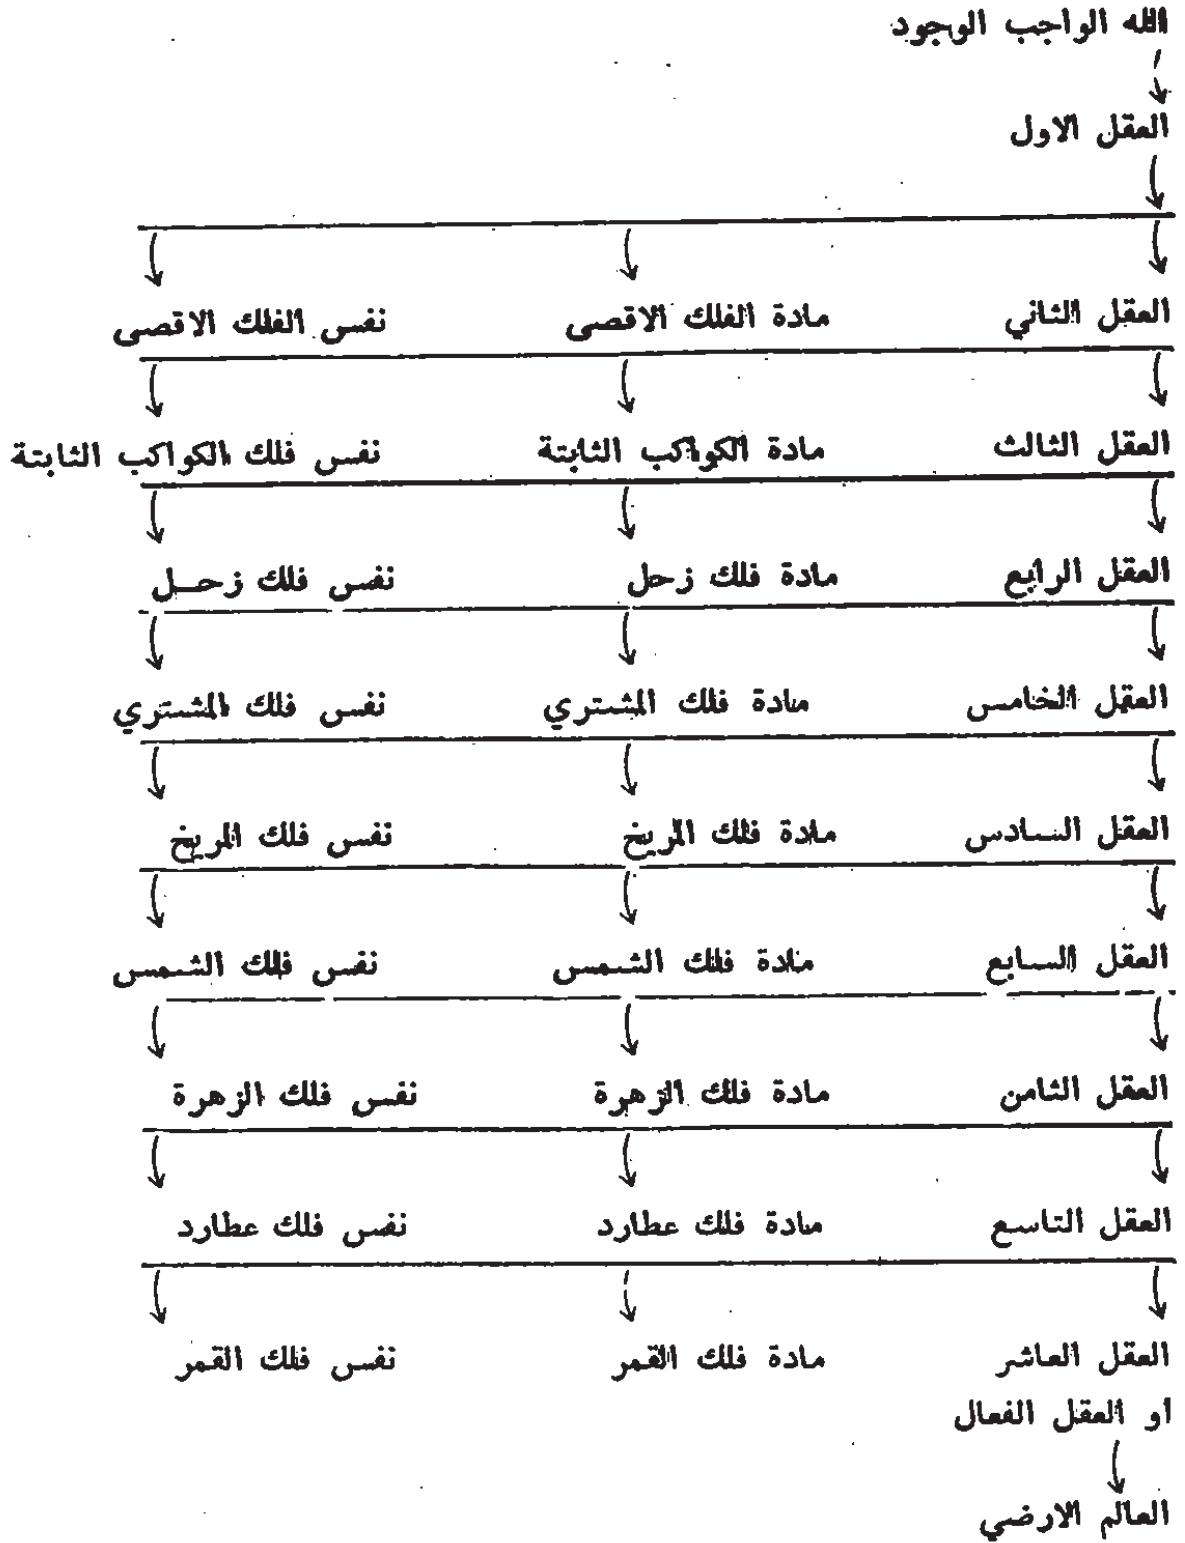 الله الواجب الوجود
العقل الاول
العقل الثاني مادة الفلك الاقصى نفس الفلك الاقصى
العقل الثالث مادة الكواكب الثابتة نفس فلك الكواكب الثابتة
العقل الرابع مادة فلك زحل نفس فلك زحـل
العقل الخامس مادة فلك المشتري نفس فلك المشتري
العقل السادس مادة فلك المريخ نفس فلك المريخ
العقل السابع مادة فلك الشمس نفس فلك الشمس
العقل الثامن مادة فلك الزهرة نفس فلك الزهرة
العقل التاسع مادة فلك عطارد نفس فلك عطارد
العقل العاشر مادة فلك القمر نفس فلك القمر
او العقل الفعال
العالم الارضي